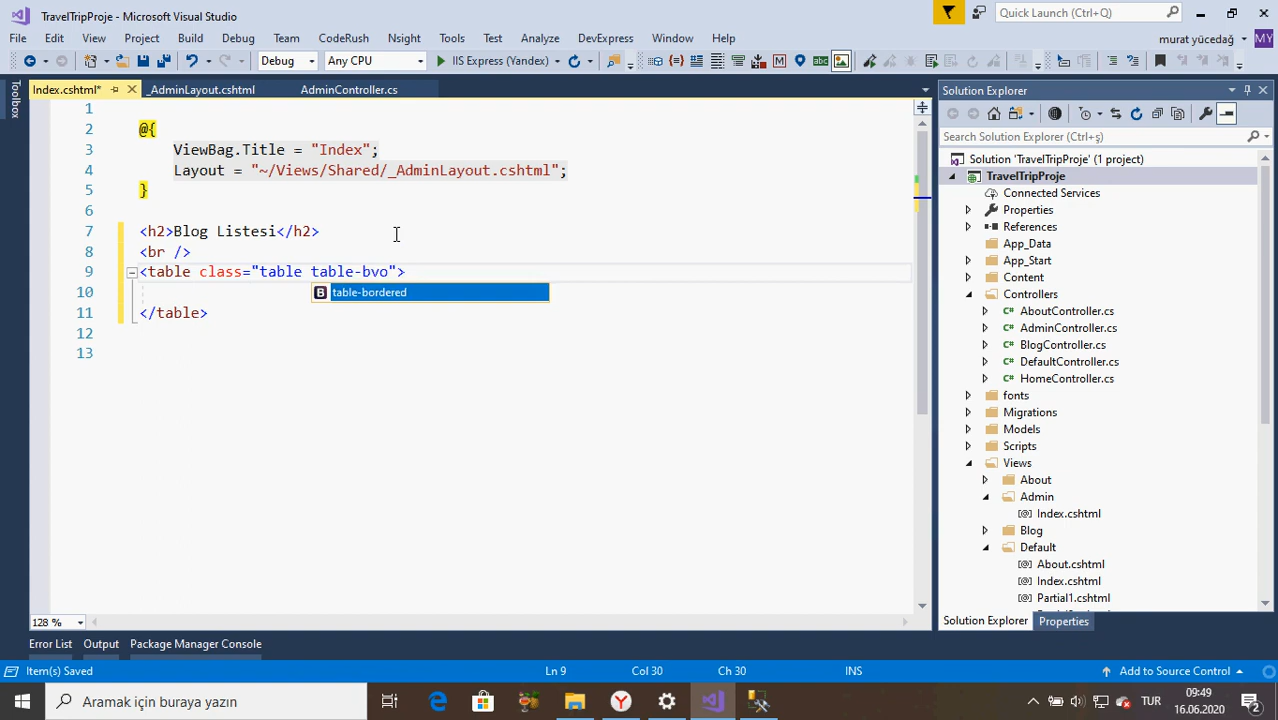 TravelTripProje - Microsoft Visual Studio
Quick Launch (Ctrl+Q)
File Edit View Project Build Debug Team CodeRush Nsight Tools Test DevExpress Analyze Window Help
murat yücedağ MY
Debug Any CPU IIS Express (Yandex)
Toolbox
Index.cshtml* _AdminLayout.cshtml AdminController.cs
1
2 @{
3 ViewBag.Title = "Index";
4 Layout = "~/Views/Shared/_AdminLayout.cshtml";
5 }
6
7 <h2>Blog Listesi</h2>
8 <br />
9 <table class="table table-bvo">
10 table-bordered
11 </table>
12
13
128 %
Solution Explorer
Search Solution Explorer (Ctrl+ş)
Solution 'TravelTripProje' (1 project)
TravelTripProje
Connected Services
Properties
References
App_Data
App_Start
Content
Controllers
AboutController.cs
AdminController.cs
BlogController.cs
DefaultController.cs
HomeController.cs
fonts
Migrations
Models
Scripts
Views
About
Admin
Index.cshtml
Blog
Default
About.cshtml
Index.cshtml
Partial1.cshtml
Solution Explorer Properties
Error List Output Package Manager Console
Item(s) Saved Ln 9 Col 30 Ch 30 INS Add to Source Control
Aramak için buraya yazın
TUR
09:49
16.06.2020
2